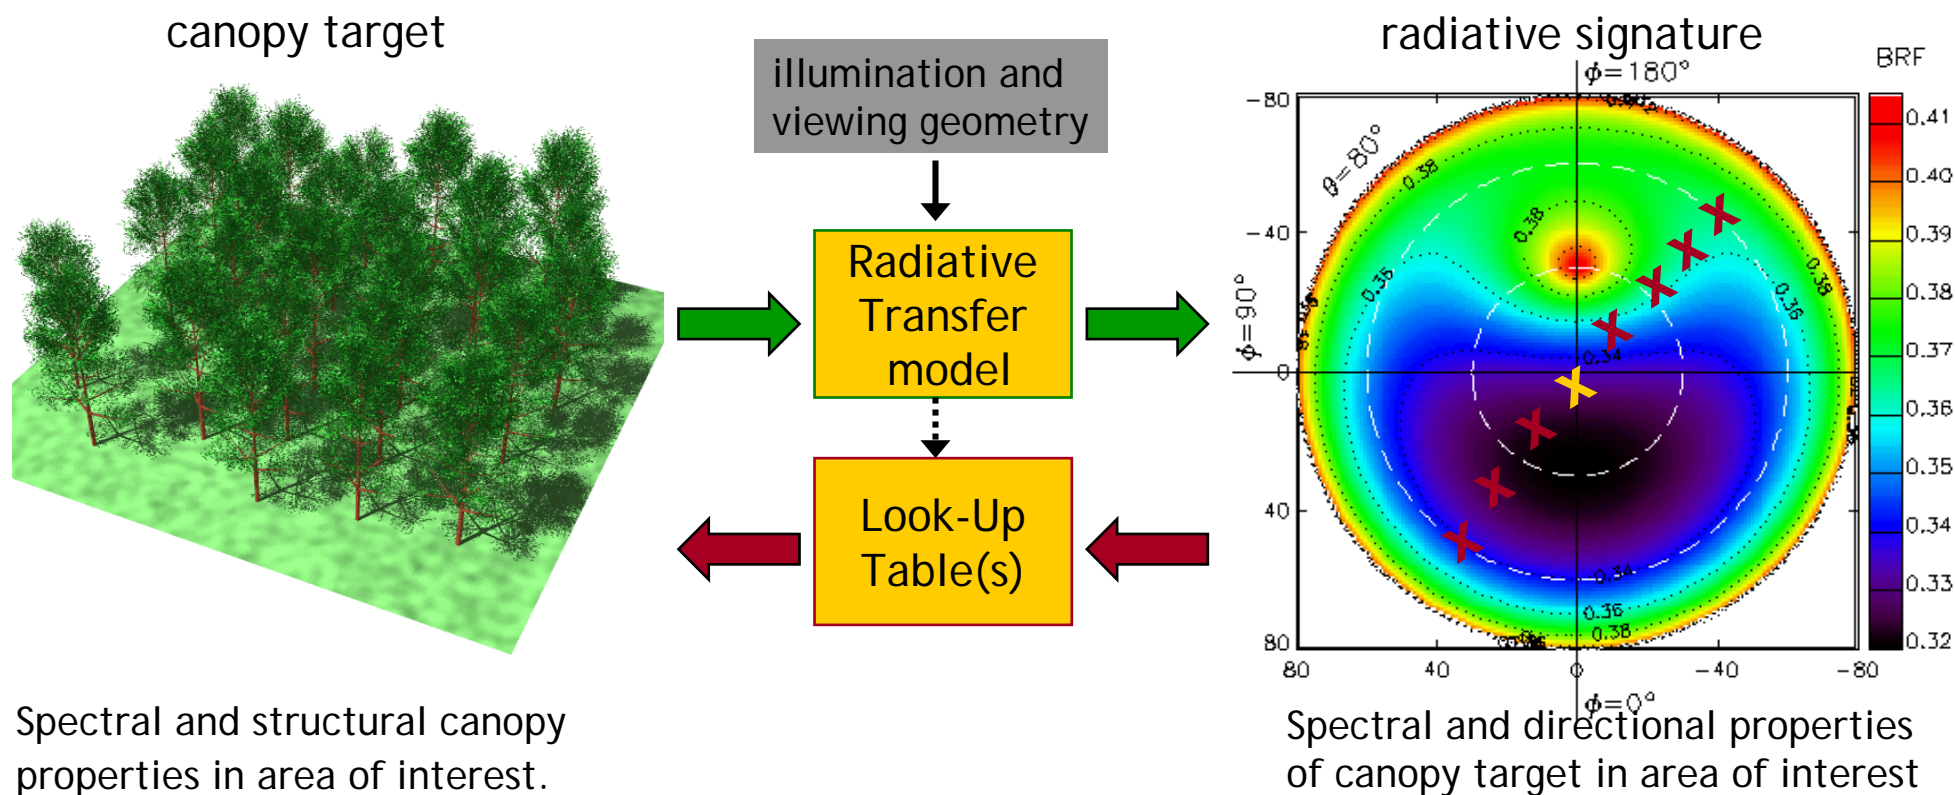 canopy target
illumination and
viewing geometry
Radiative
Transfer
model
Look-Up
Table(s)
Spectral and structural canopy
properties in area of interest.
radiative signature
BRF
ϕ=180°
θ=80°
ϕ=90°
ϕ=0°
-80
-40
0
40
80
80
40
0
-40
-80
0.38
0.38
0.36
0.36
0.38
0.34
0.34
0.36
0.38
0.41
0.40
0.39
0.38
0.37
0.36
0.35
0.34
0.33
0.32
Spectral and directional properties
of canopy target in area of interest